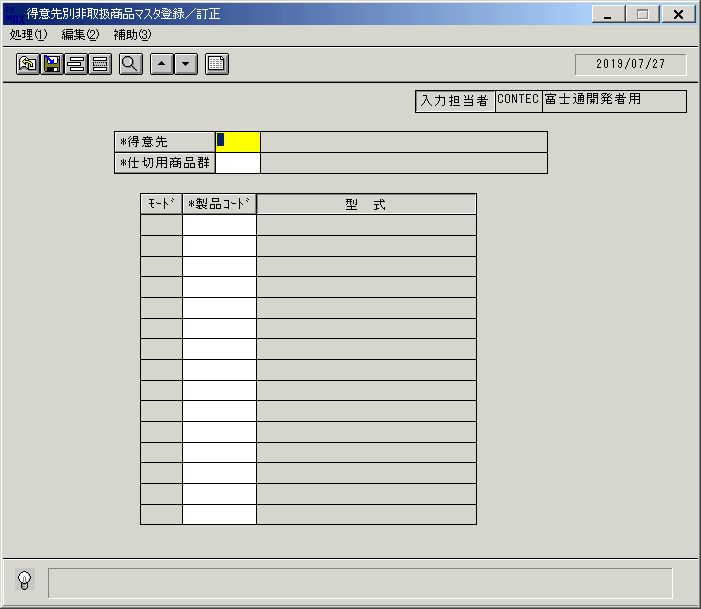 得意先別非取扱商品マスタ登録／訂正
処理(1) 編集(2) 補助(3)
2019/07/27
入力担当者 CONTEC 富士通開発者用
*得意先
*仕切用商品群
ﾓｰﾄﾞ *製品ｺｰﾄﾞ 型　式